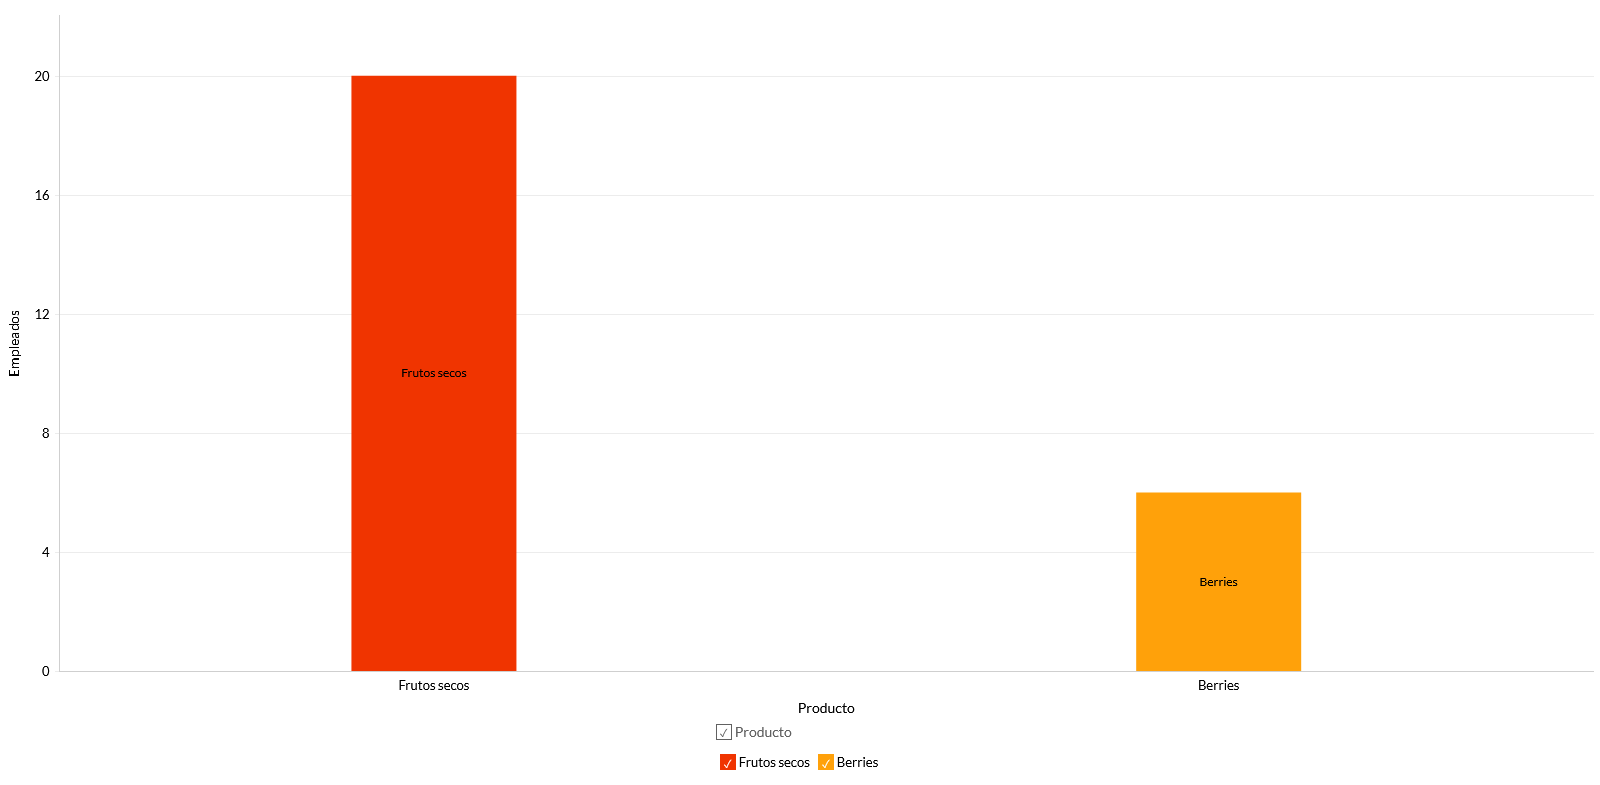 20
16
12
8
4
0
Empleados
Frutos secos
Berries
Frutos secos
Berries
Producto
Producto
Frutos secos
Berries